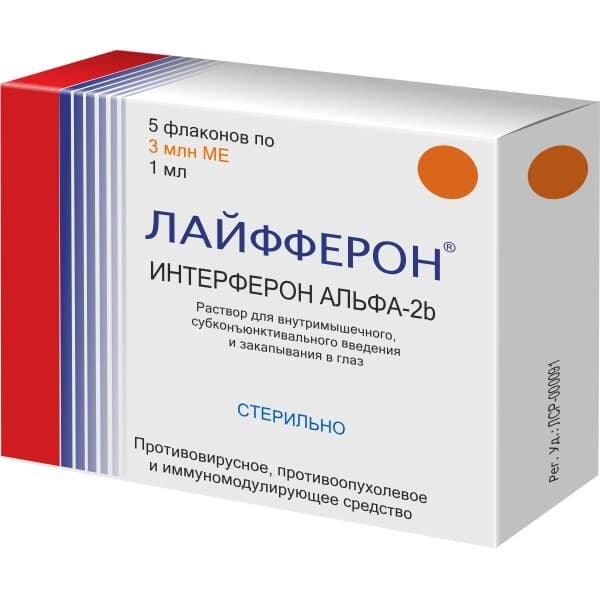 5 флаконов по
3 млн МЕ
1 мл
ЛАЙФФЕРОН®
ИНТЕРФЕРОН АЛЬФА-2b
Раствор для внутримышечного,
субконъюнктивального введения
и закапывания в глаз
СТЕРИЛЬНО
Противовирусное, противоопухолевое
и иммуномодулирующее средство
Рег. Уд.: ЛСР-000091